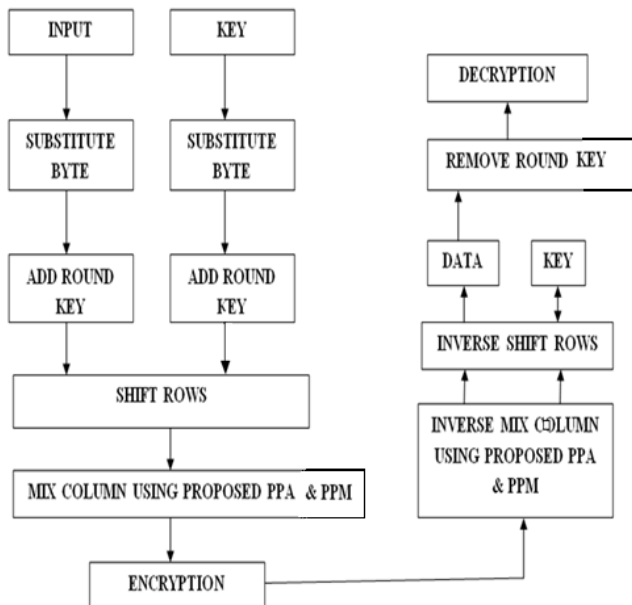 INPUT
KEY
SUBSTITUTE
BYTE
SUBSTITUTE
BYTE
ADD ROUND
KEY
ADD ROUND
KEY
SHIFT ROWS
MIX COLUMN USING PROPOSED PPA & PPM
ENCRYPTION
DECRYPTION
REMOVE ROUND KEY
DATA
KEY
INVERSE SHIFT ROWS
INVERSE MIX COLUMN
USING PROPOSED PPA
& PPM